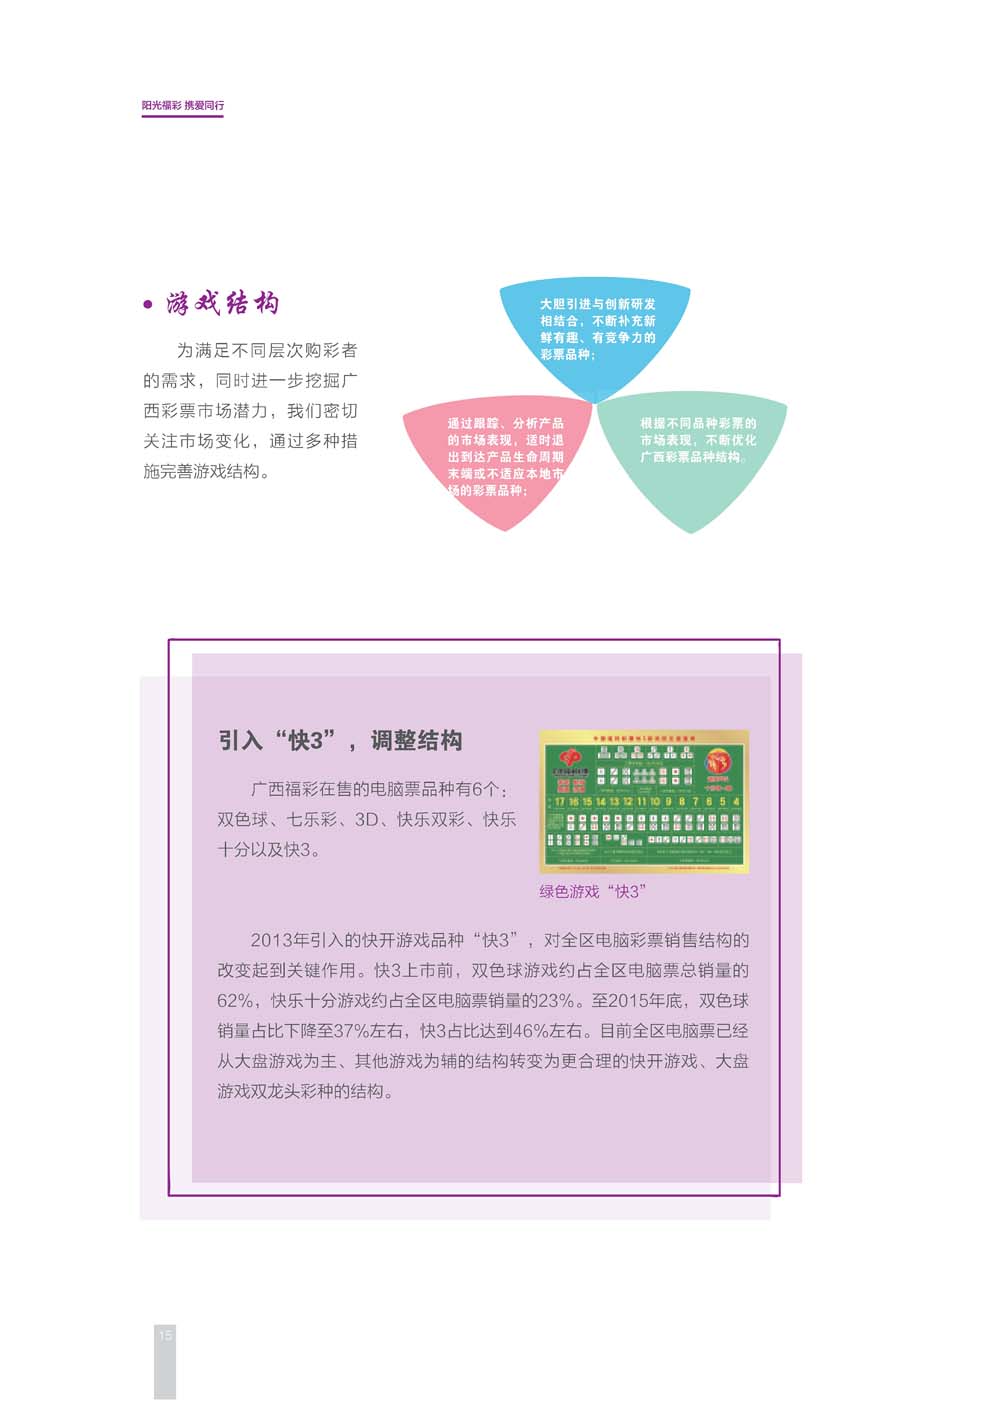 阳光福彩 携爱同行
• 游戏结构
为满足不同层次购彩者
的需求，同时进一步挖掘广
西彩票市场潜力，我们密切
关注市场变化，通过多种措
施完善游戏结构。
大胆引进与创新研发
相结合，不断补充新
鲜有趣、有竞争力的
彩票品种；
通过跟踪、分析产品
的市场表现，适时退
出到达产品生命周期
末端或不适应本地市
场的彩票品种；
根据不同品种彩票的
市场表现，不断优化
广西彩票品种结构。
引入“快3”，调整结构
广西福彩在售的电脑票品种有6个：
双色球、七乐彩、3D、快乐双彩、快乐
十分以及快3。
17 16 15 14 13 12 11 10 9 8 7 6 5 4
绿色游戏“快3”
2013年引入的快开游戏品种“快3”，对全区电脑彩票销售结构的
改变起到关键作用。快3上市前，双色球游戏约占全区电脑票总销量的
62%，快乐十分游戏约占全区电脑票销量的23%。至2015年底，双色球
销量占比下降至37%左右，快3占比达到46%左右。目前全区电脑票已经
从大盘游戏为主、其他游戏为辅的结构转变为更合理的快开游戏、大盘
游戏双龙头彩种的结构。
15